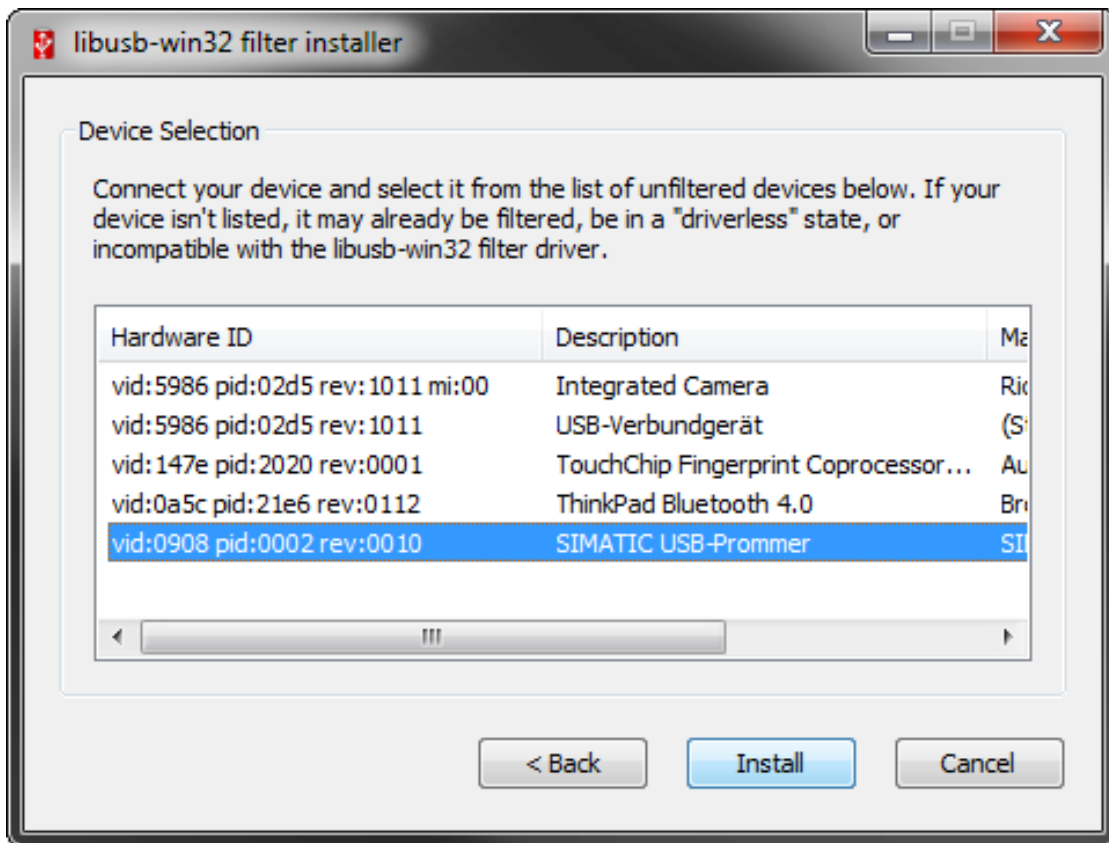 libusb-win32 filter installer
Device Selection
Connect your device and select it from the list of unfiltered devices below. If your
device isn't listed, it may already be filtered, be in a "driverless" state, or
incompatible with the libusb-win32 filter driver.
Hardware ID Description
vid:5986 pid:02d5 rev:1011 mi:00 Integrated Camera
vid:5986 pid:02d5 rev:1011 USB-Verbundgerät
vid:147e pid:2020 rev:0001 TouchChip Fingerprint Coprocessor...
vid:0a5c pid:21e6 rev:0112 ThinkPad Bluetooth 4.0
vid:0908 pid:0002 rev:0010 SIMATIC USB-Prommer
< Back Install Cancel